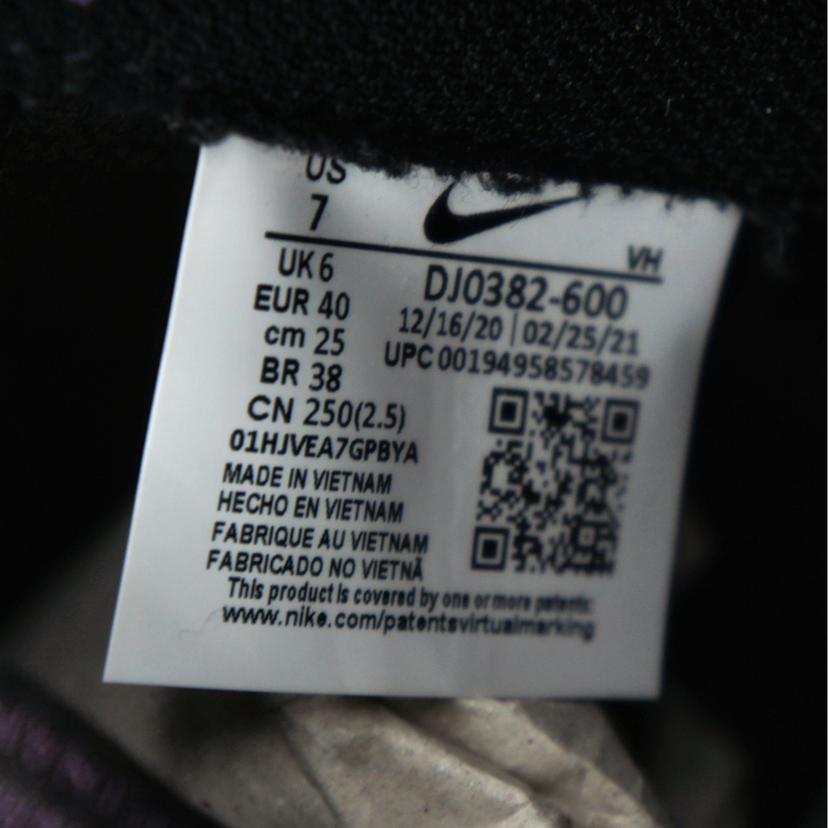 US
7
VH
UK 6
EUR 40
cm 25
BR 38
CN 250(2.5)
01HJVEA7GPBYA
DJ0382-600
12/16/20 | 02/25/21
UPC 00194958578459
MADE IN VIETNAM
HECHO EN VIETNAM
FABRIQUE AU VIETNAM
FABRICADO NO VIETNÃ
This product is covered by one or more patents:
www.nike.com/patentsvirtualmarking